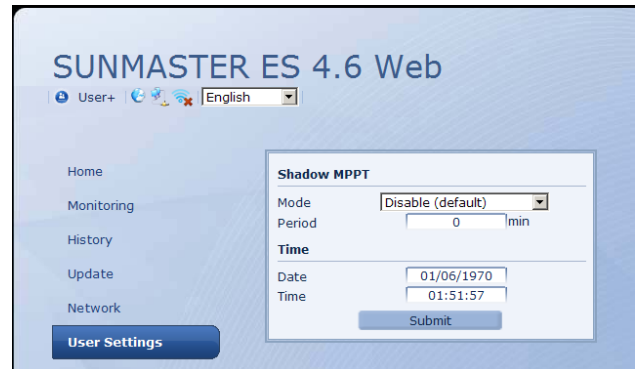 SUNMASTER ES 4.6 Web
User+ English
Home
Monitoring
History
Update
Network
User Settings
Shadow MPPT
Mode Disable (default)
Period 0 min
Time
Date 01/06/1970
Time 01:51:57
Submit